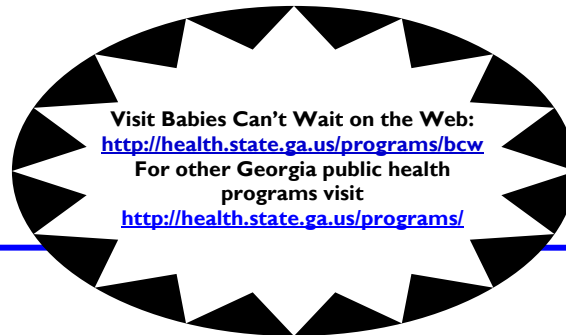 Visit Babies Can’t Wait on the Web:
http://health.state.ga.us/programs/bcw
For other Georgia public health
programs visit
http://health.state.ga.us/programs/